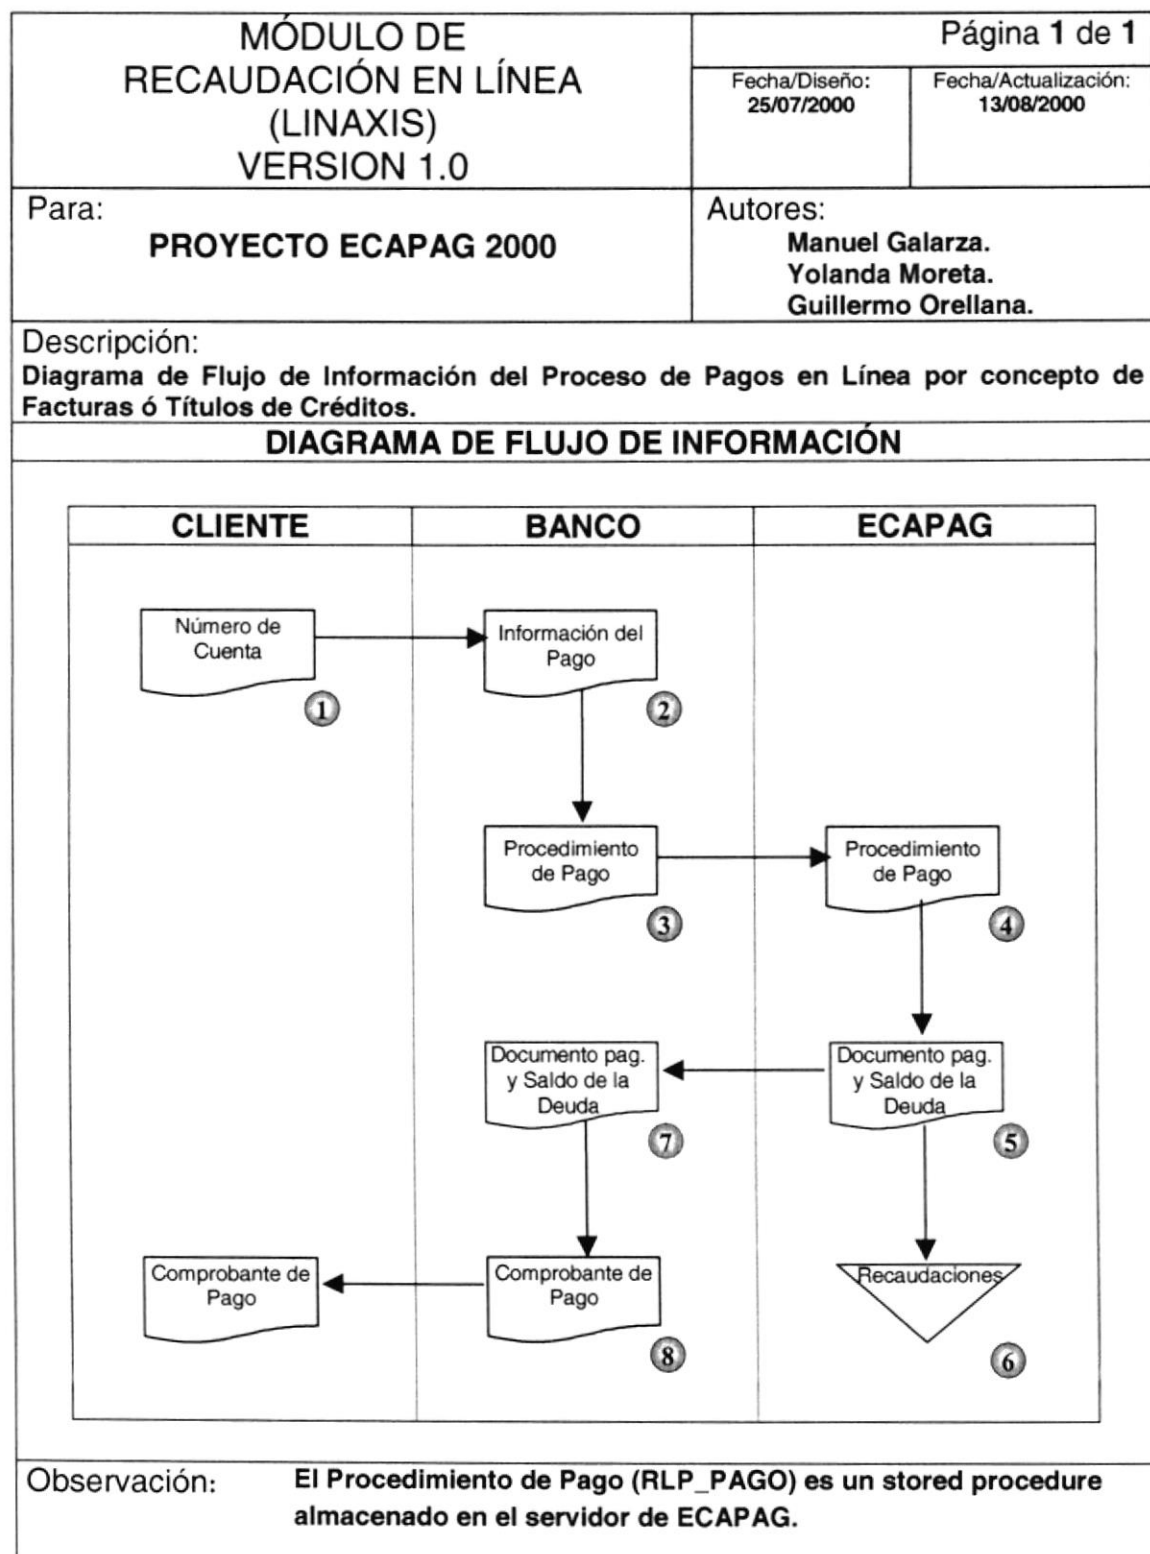 MÓDULO DE
RECAUDACIÓN EN LÍNEA
(LINAXIS)
VERSION 1.0
Página 1 de 1
Fecha/Diseño:
25/07/2000
Fecha/Actualización:
13/08/2000
Para:
PROYECTO ECAPAG 2000
Autores:
Manuel Galarza.
Yolanda Moreta.
Guillermo Orellana.
Descripción:
Diagrama de Flujo de Información del Proceso de Pagos en Línea por concepto de
Facturas ó Títulos de Créditos.
DIAGRAMA DE FLUJO DE INFORMACIÓN
CLIENTE
BANCO
ECAPAG
Número de
Cuenta
1
Información del
Pago
2
Procedimiento
de Pago
3
Procedimiento
de Pago
4
Documento pag.
y Saldo de la
Deuda
7
Documento pag.
y Saldo de la
Deuda
5
Comprobante de
Pago
Comprobante de
Pago
8
Recaudaciones
6
Observación:
El Procedimiento de Pago (RLP_PAGO) es un stored procedure
almacenado en el servidor de ECAPAG.